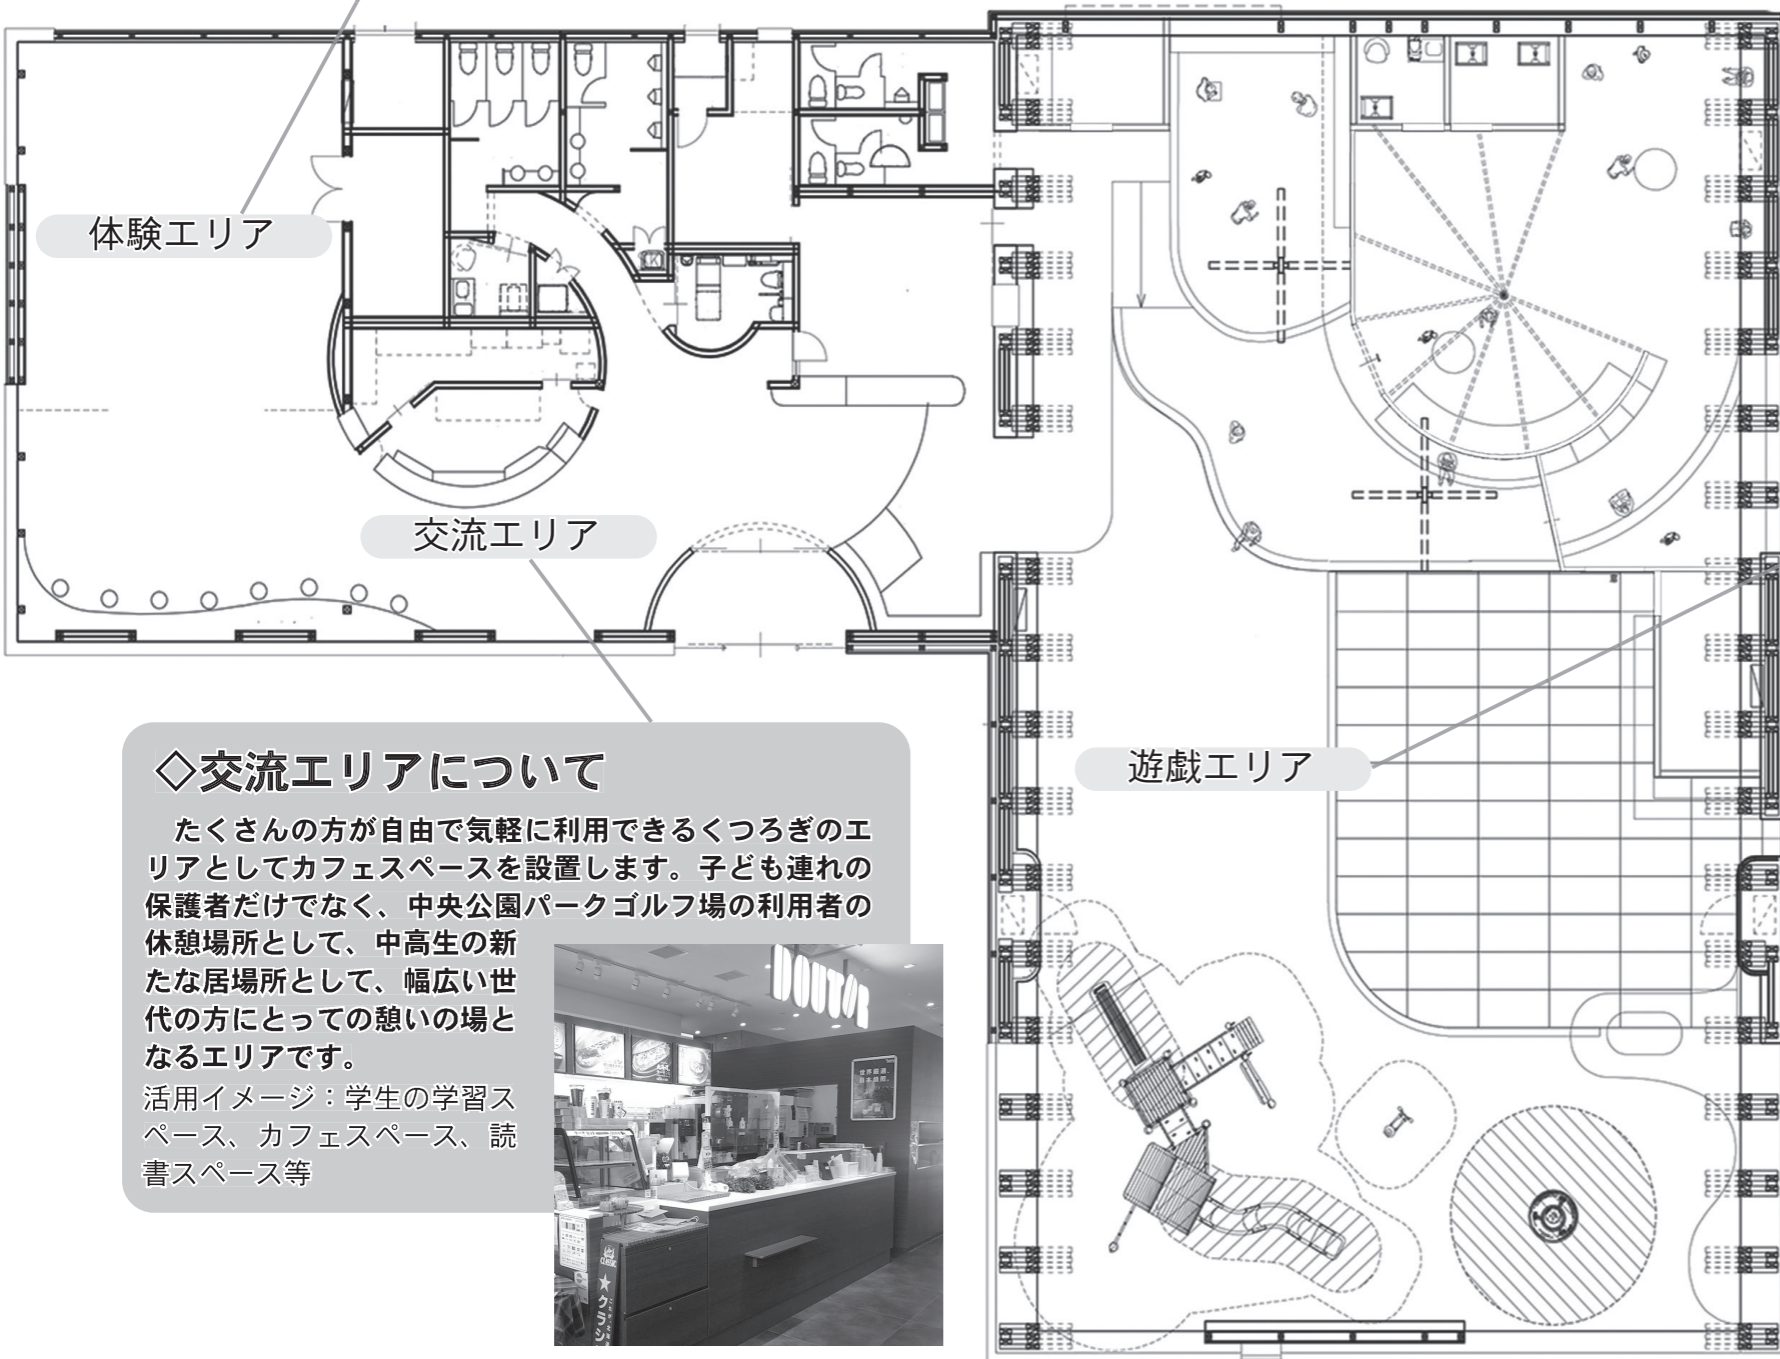 体験エリア
交流エリア
遊戯エリア
◇交流エリアについて
たくさんの方が自由で気軽に利用できるくつろぎのエ
リアとしてカフェスペースを設置します。子ども連れの
保護者だけでなく、中央公園パークゴルフ場の利用者の
休憩場所として、中高生の新
たな居場所として、幅広い世
代の方にとっての憩いの場と
なるエリアです。
活用イメージ：学生の学習ス
ペース、カフェスペース、読
書スペース等
DOUTOR
世界厳選、
日本焙煎。
CLASSIC
★クラシ